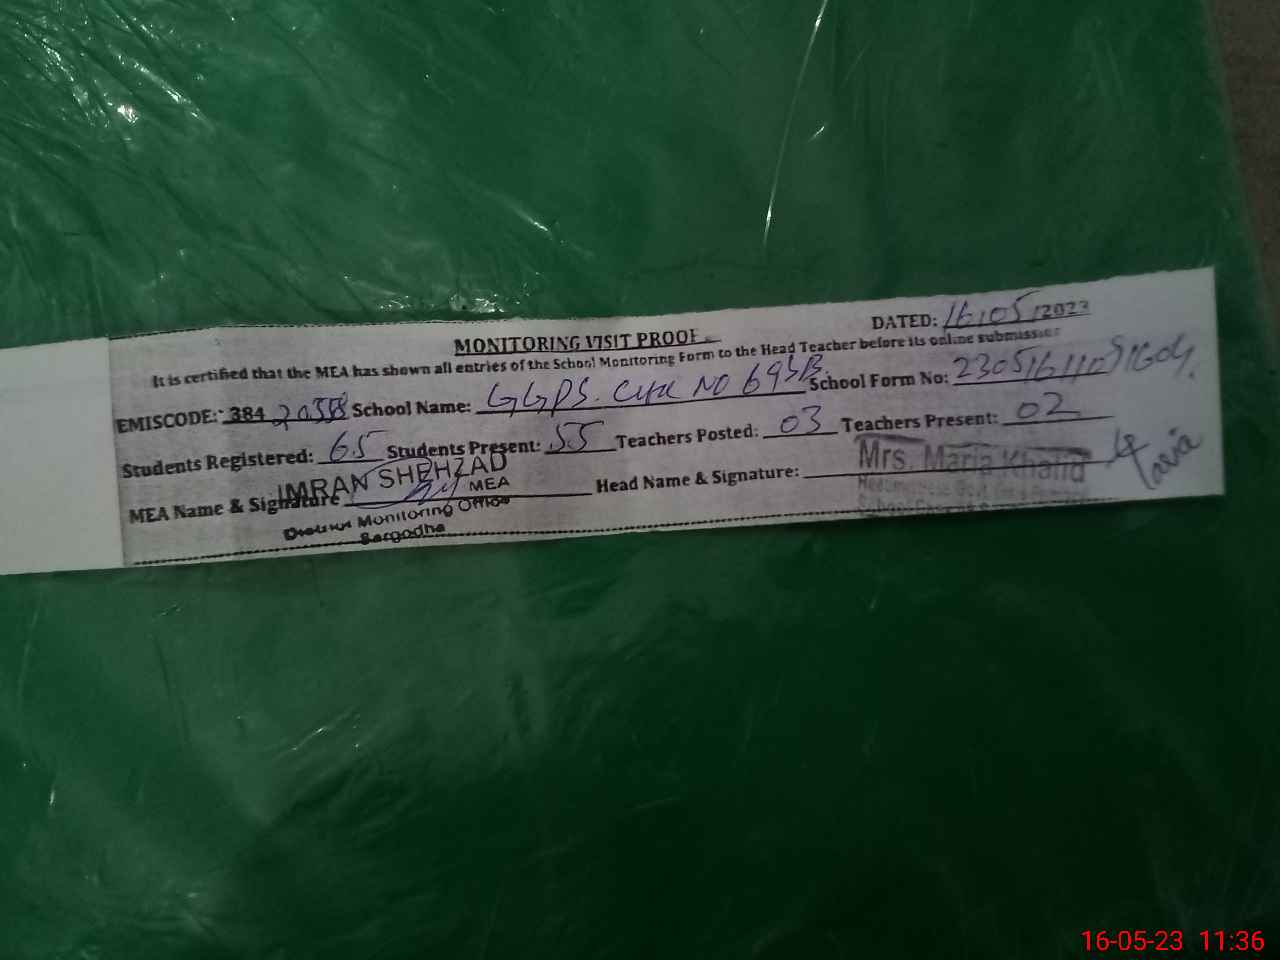 MONITORING VISIT PROOF
DATED: 16/05/2023
It is certified that the MEA has shown all entries of the School Monitoring Form to the Head Teacher before its online submission
EMISCODE: 384 School Name: GGPS. Chk NO 69SB School Form No:
Students Registered: 65 Students Present: 55 Teachers Posted: 03 Teachers Present: 02
IMRAN SHEHZAD
MEA
MEA Name & Signature Head Name & Signature: Mrs. Maria Khalid
District Monitoring Office
Sargodha
16-05-23 11:36